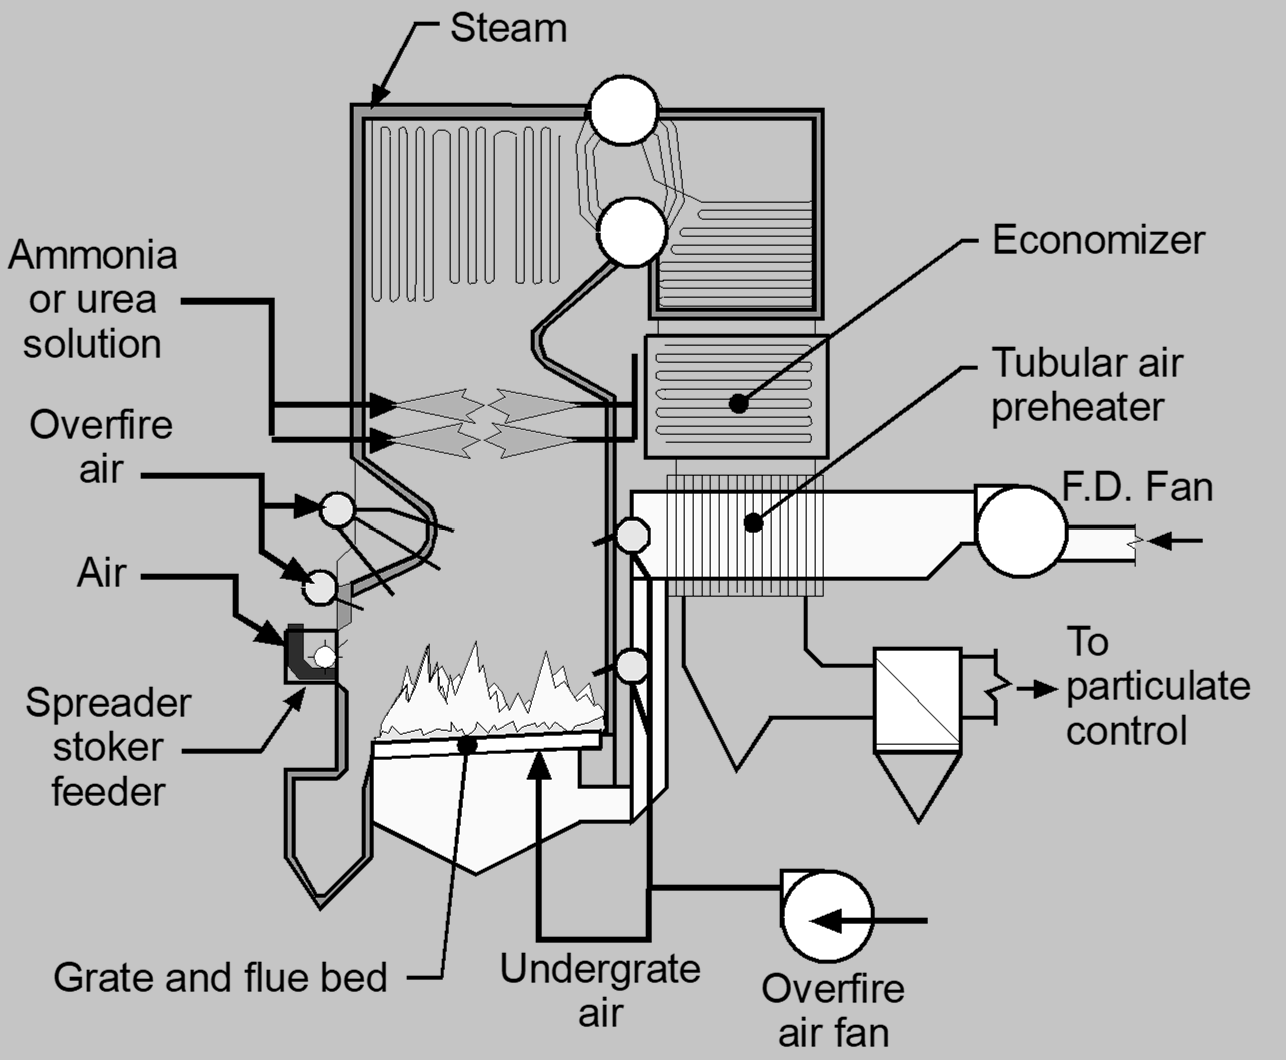 Steam
Ammonia
or urea
solution
Economizer
Tubular air
preheater
Overfire
air
F.D. Fan
Air
To
particulate
control
Spreader
stoker
feeder
Grate and flue bed
Undergrate
air
Overfire
air fan